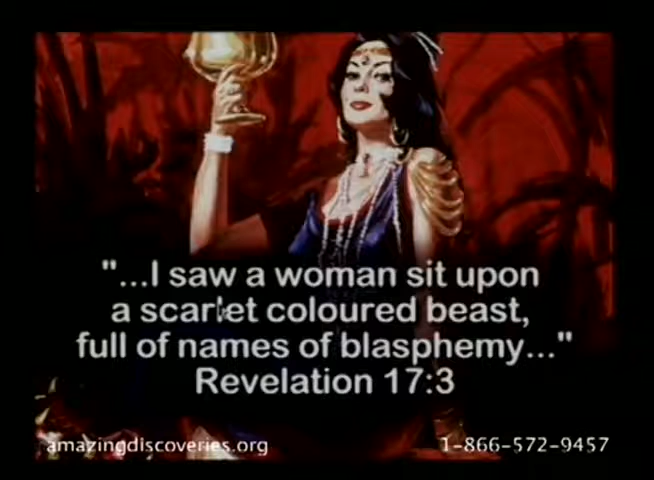 "...I saw a woman sit upon
a scarlet coloured beast,
full of names of blasphemy..."
Revelation 17:3
amazingdiscoveries.org 1-866-572-9457